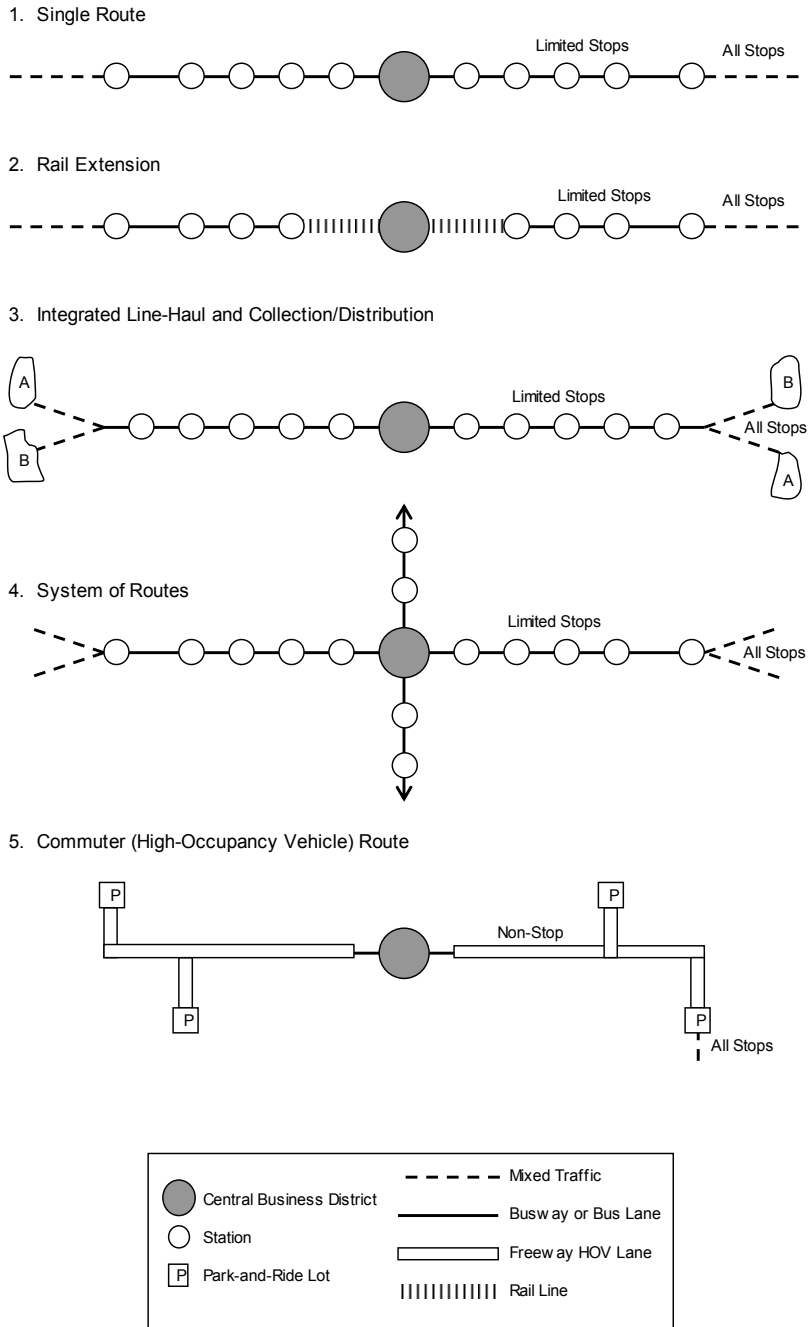 1. Single Route
Limited Stops
All Stops
2. Rail Extension
Limited Stops
All Stops
3. Integrated Line-Haul and Collection/Distribution
A
B
Limited Stops
All Stops
B
A
4. System of Routes
Limited Stops
All Stops
5. Commuter (High-Occupancy Vehicle) Route
P
P
Non-Stop
P
P
All Stops
Mixed Traffic
Central Business District
Busway or Bus Lane
Station
Freeway HOV Lane
P Park-and-Ride Lot
Rail Line